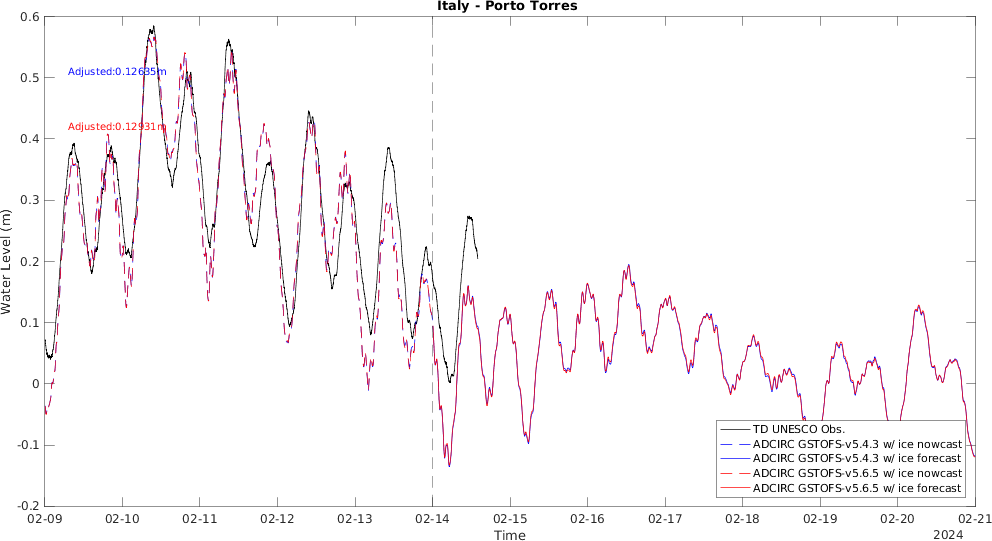 Italy - Porto Torres
Water Level (m)
0.6
0.5
0.4
0.3
0.2
0.1
0
-0.1
-0.2
Adjusted:0.12635m
Adjusted:0.12931m
TD UNESCO Obs.
ADCIRC GSTOFS-v5.4.3 w/ ice nowcast
ADCIRC GSTOFS-v5.4.3 w/ ice forecast
ADCIRC GSTOFS-v5.6.5 w/ ice nowcast
ADCIRC GSTOFS-v5.6.5 w/ ice forecast
02-09 02-10 02-11 02-12 02-13 02-14 02-15 02-16 02-17 02-18 02-19 02-20 02-21
Time
2024